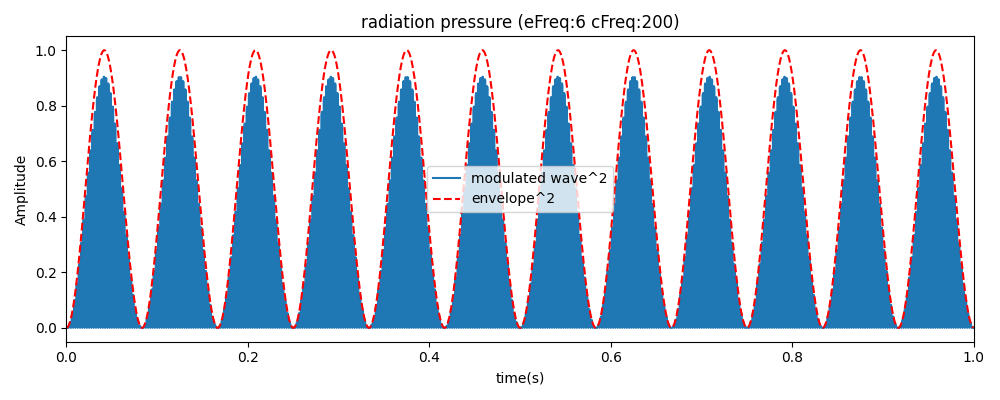 radiation pressure (eFreq:6 cFreq:200)
1.0
0.8
0.6
0.4
0.2
0.0
Amplitude
modulated wave^2
envelope^2
0.0 0.2 0.4 0.6 0.8 1.0
time(s)